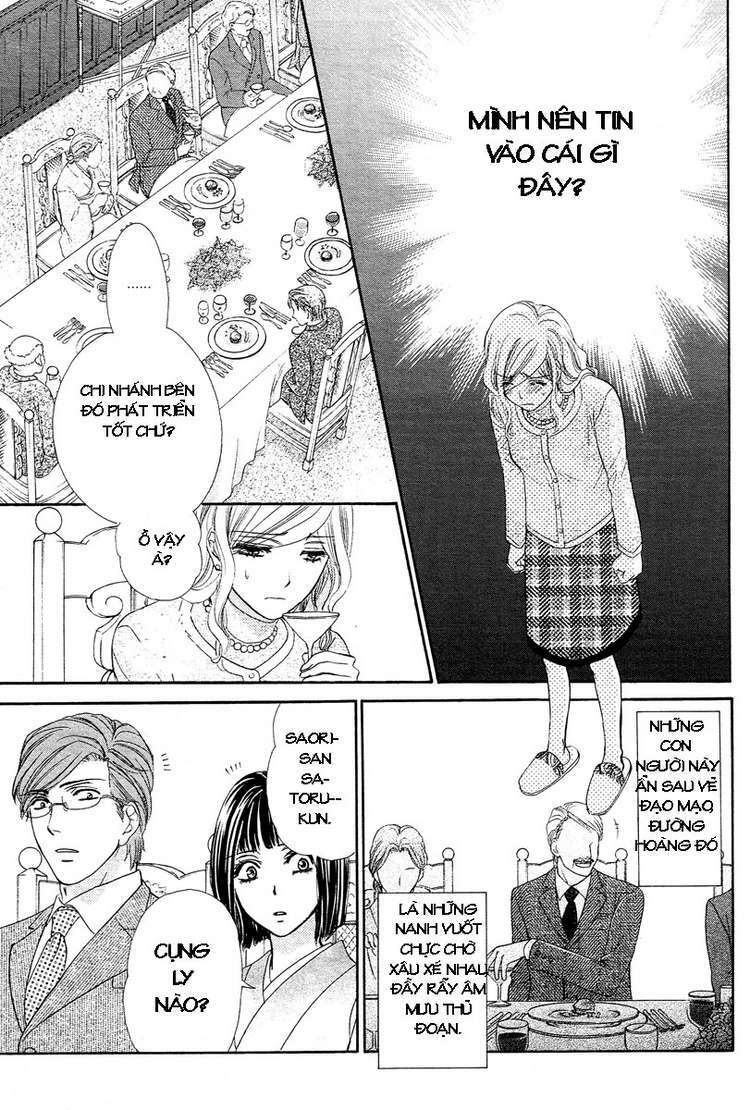 MÌNH NÊN TIN
VÀO CÁI GÌ
ĐÂY?
........
CHI NHÁNH BÊN
ĐÓ PHÁT TRIỂN
TỐT CHỨ?
Ồ VẬY
À?
NHỮNG
CON
NGƯỜI NÀY
ẨN SAU VẺ
ĐẠO MẠO,
ĐƯỜNG
HOÀNG ĐÓ
LÀ NHỮNG
NANH VUỐT
CHỰC CHỜ
XÂU XÉ NHAU,
ĐẦY RẨY ÂM
MƯU THỦ
ĐOẠN.
SAORI-
SAN
SA-
TORU--
KUN.
CỤNG
LY
NÀO?